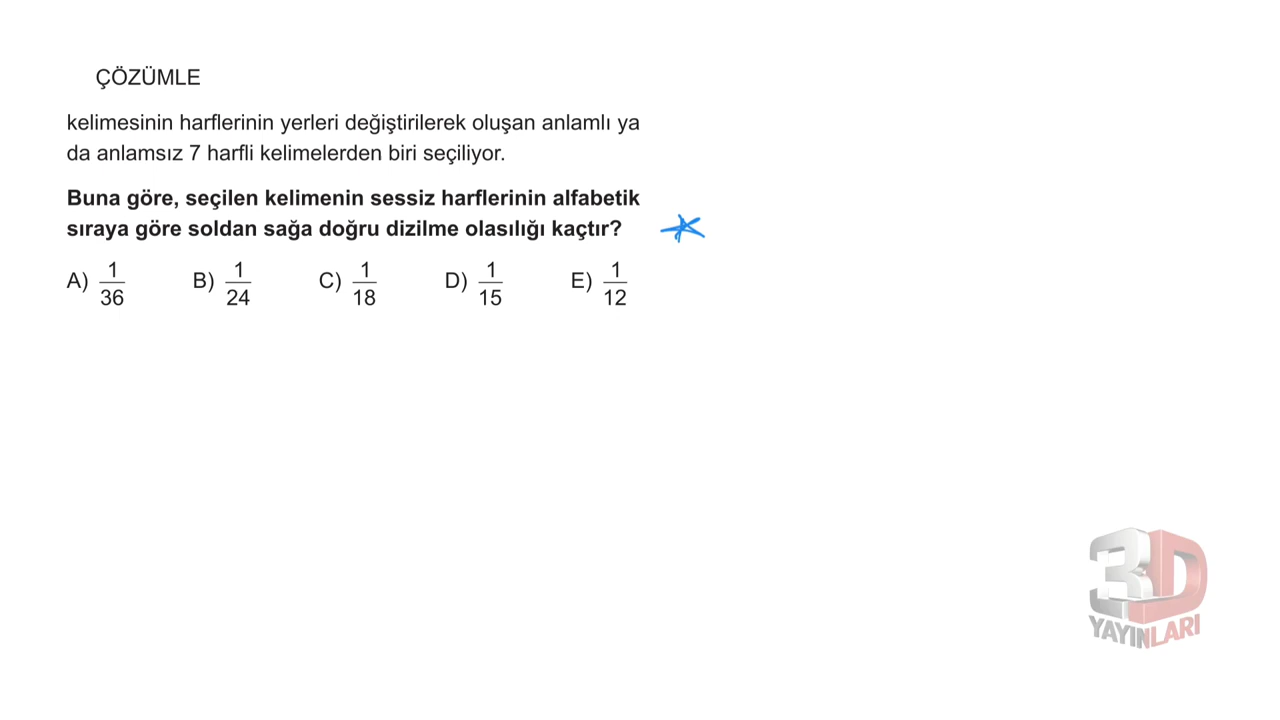 ÇÖZÜMLE
kelimesinin harflerinin yerleri değiştirilerek oluşan anlamlı ya
da anlamsız 7 harfli kelimelerden biri seçiliyor.
Buna göre, seçilen kelimenin sessiz harflerinin alfabetik
sıraya göre soldan sağa doğru dizilme olasılığı kaçtır?
A) 1/36 B) 1/24 C) 1/18 D) 1/15 E) 1/12
3D
YAYINLARI